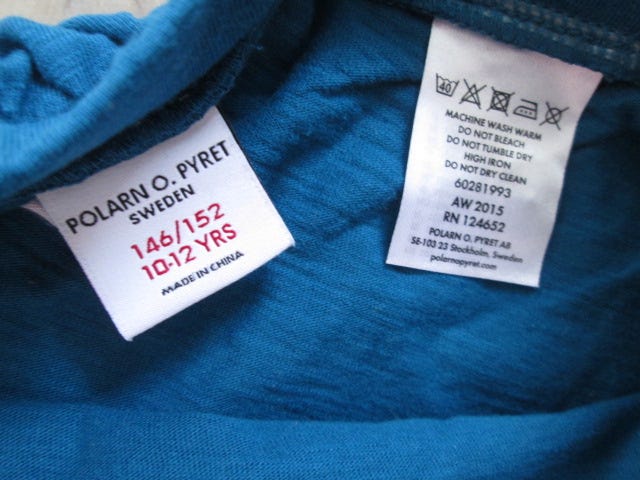 POLARN O. PYRET
SWEDEN
146/152
10-12 YRS
MADE IN CHINA
40
MACHINE WASH WARM
DO NOT BLEACH
DO NOT TUMBLE DRY
HIGH IRON
DO NOT DRY CLEAN
60281993
AW 2015
RN 124652
POLARN O. PYRET AB
SE-103 23 Stockholm. Sweden
polarnopyret.com